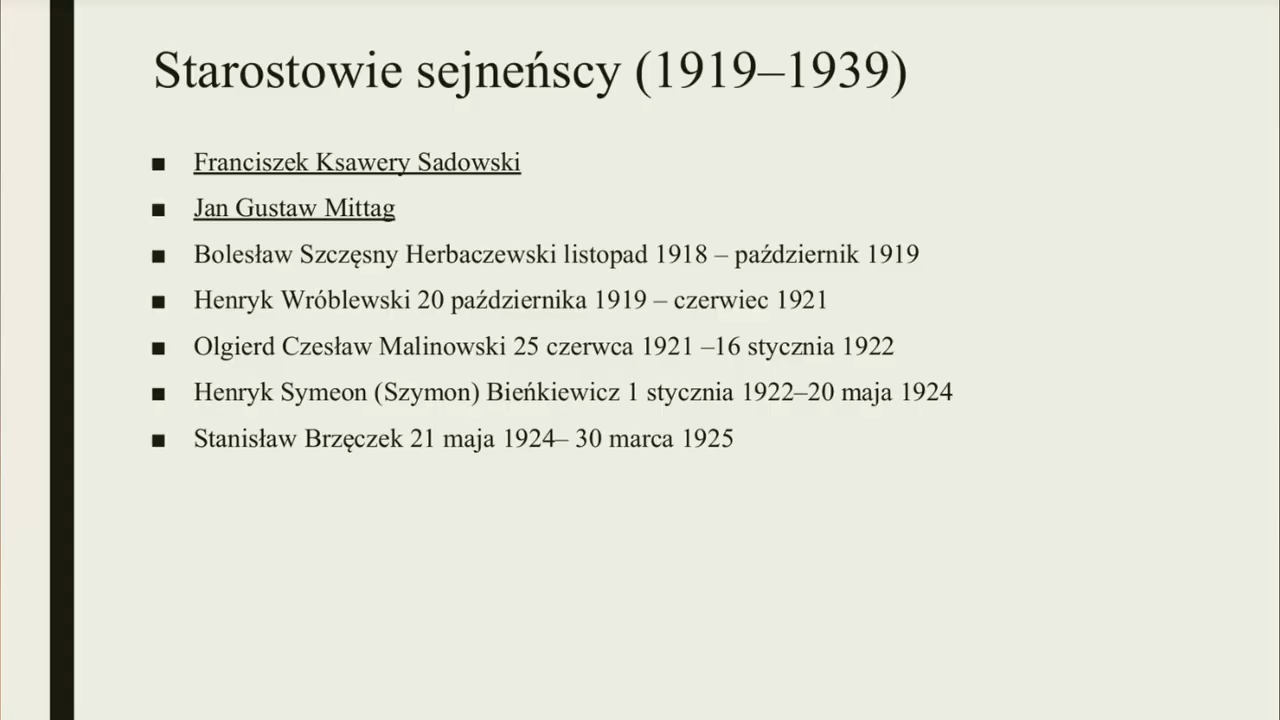 Starostowie sejneńscy (1919–1939)
■ Franciszek Ksawery Sadowski
■ Jan Gustaw Mittag
■ Bolesław Szczęsny Herbaczewski listopad 1918 – październik 1919
■ Henryk Wróblewski 20 października 1919 – czerwiec 1921
■ Olgierd Czesław Malinowski 25 czerwca 1921 –16 stycznia 1922
■ Henryk Symeon (Szymon) Bieńkiewicz 1 stycznia 1922–20 maja 1924
■ Stanisław Brzęczek 21 maja 1924– 30 marca 1925